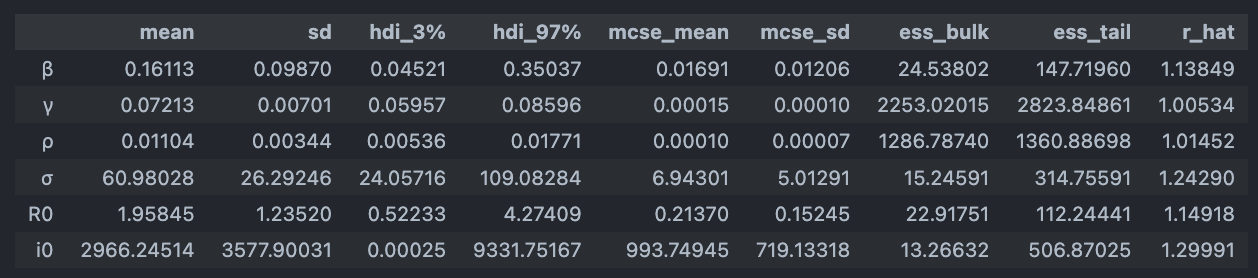 mean sd hdi_3% hdi_97% mcse_mean mcse_sd ess_bulk ess_tail r_hat
β 0.16113 0.09870 0.04521 0.35037 0.01691 0.01206 24.53802 147.71960 1.13849
γ 0.07213 0.00701 0.05957 0.08596 0.00015 0.00010 2253.02015 2823.84861 1.00534
ρ 0.01104 0.00344 0.00536 0.01771 0.00010 0.00007 1286.78740 1360.88698 1.01452
σ 60.98028 26.29246 24.05716 109.08284 6.94301 5.01291 15.24591 314.75591 1.24290
R0 1.95845 1.23520 0.52233 4.27409 0.21370 0.15245 22.91751 112.24441 1.14918
i0 2966.24514 3577.90031 0.00025 9331.75167 993.74945 719.13318 13.26632 506.87025 1.29991